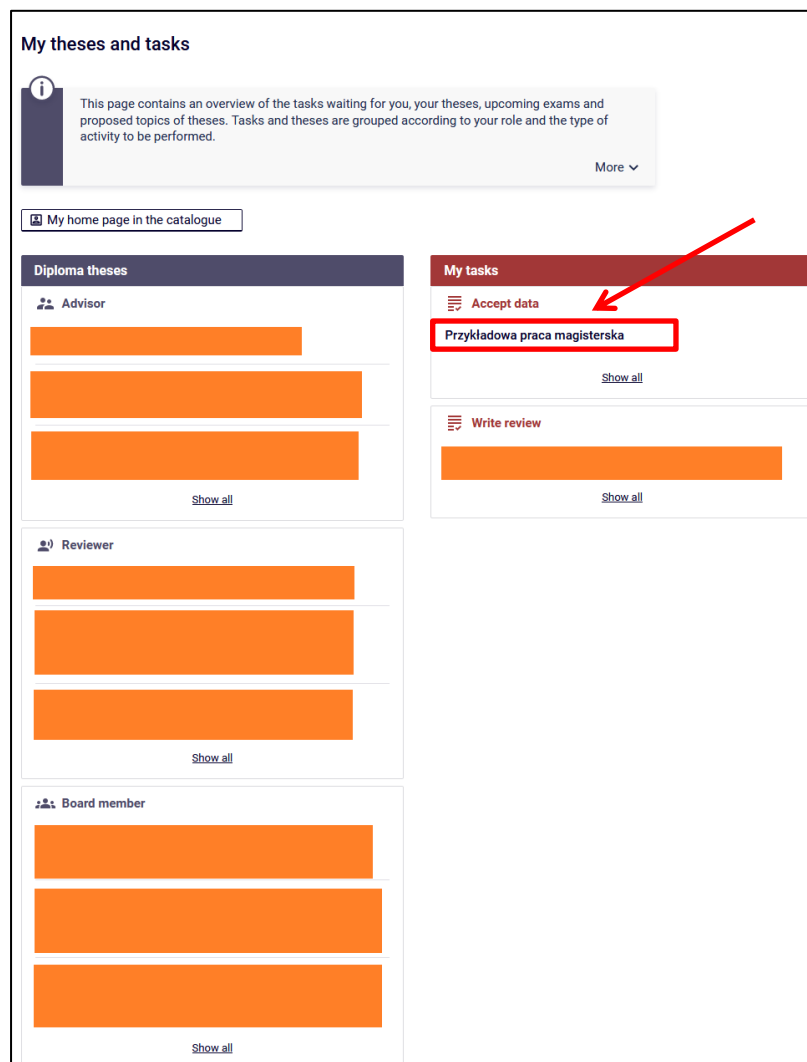 My theses and tasks
This page contains an overview of the tasks waiting for you, your theses, upcoming exams and
proposed topics of theses. Tasks and theses are grouped according to your role and the type of
activity to be performed.
More
My home page in the catalogue
Diploma theses
Advisor
Show all
Reviewer
Show all
Board member
Show all
My tasks
Accept data
Przykładowa praca magisterska
Show all
Write review
Show all